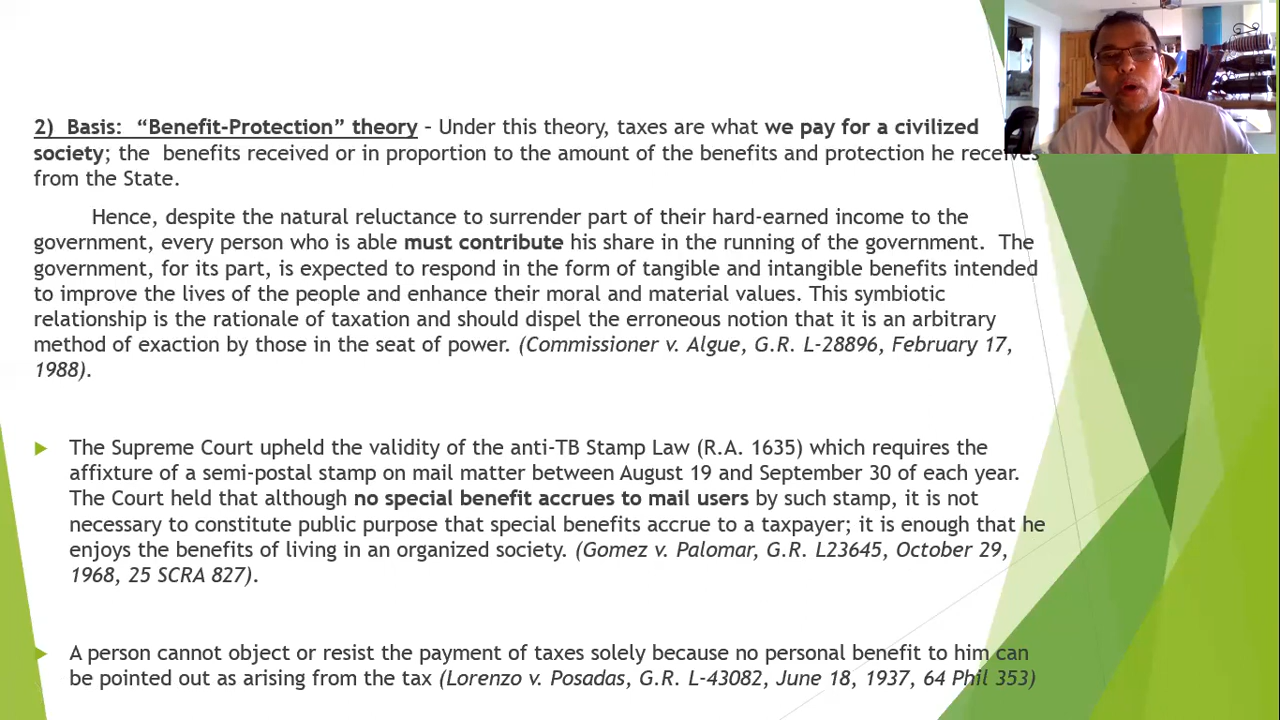 2) Basis: “Benefit-Protection” theory – Under this theory, taxes are what we pay for a civilized
society; the benefits received or in proportion to the amount of the benefits and protection he receives
from the State.
Hence, despite the natural reluctance to surrender part of their hard-earned income to the
government, every person who is able must contribute his share in the running of the government. The
government, for its part, is expected to respond in the form of tangible and intangible benefits intended
to improve the lives of the people and enhance their moral and material values. This symbiotic
relationship is the rationale of taxation and should dispel the erroneous notion that it is an arbitrary
method of exaction by those in the seat of power. (Commissioner v. Algue, G.R. L-28896, February 17,
1988).
The Supreme Court upheld the validity of the anti-TB Stamp Law (R.A. 1635) which requires the
affixture of a semi-postal stamp on mail matter between August 19 and September 30 of each year.
The Court held that although no special benefit accrues to mail users by such stamp, it is not
necessary to constitute public purpose that special benefits accrue to a taxpayer; it is enough that he
enjoys the benefits of living in an organized society. (Gomez v. Palomar, G.R. L23645, October 29,
1968, 25 SCRA 827).
A person cannot object or resist the payment of taxes solely because no personal benefit to him can
be pointed out as arising from the tax (Lorenzo v. Posadas, G.R. L-43082, June 18, 1937, 64 Phil 353)